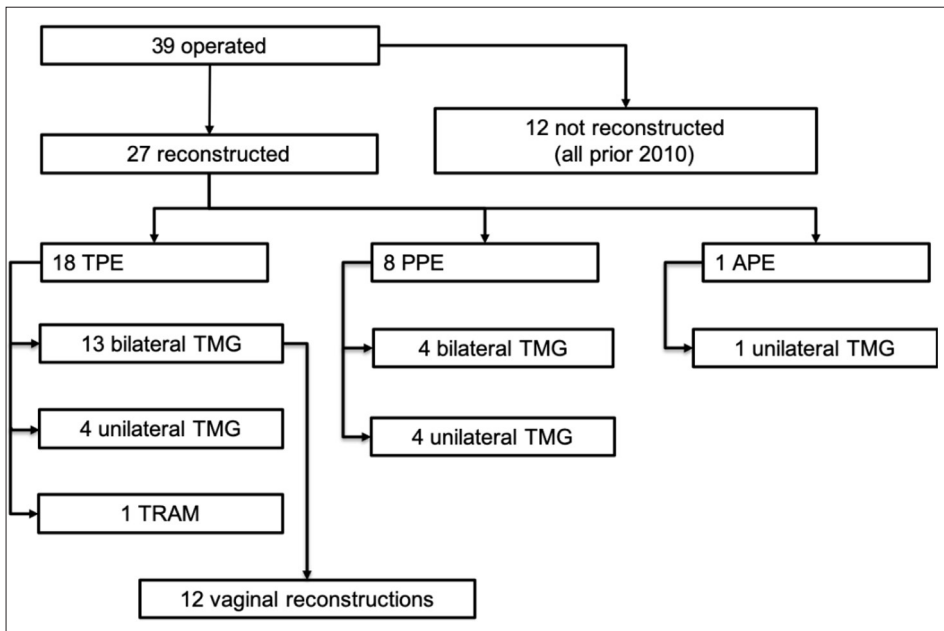 39 operated
12 not reconstructed
(all prior 2010)
27 reconstructed
18 TPE
8 PPE
1 APE
13 bilateral TMG
4 bilateral TMG
1 unilateral TMG
4 unilateral TMG
4 unilateral TMG
1 TRAM
12 vaginal reconstructions